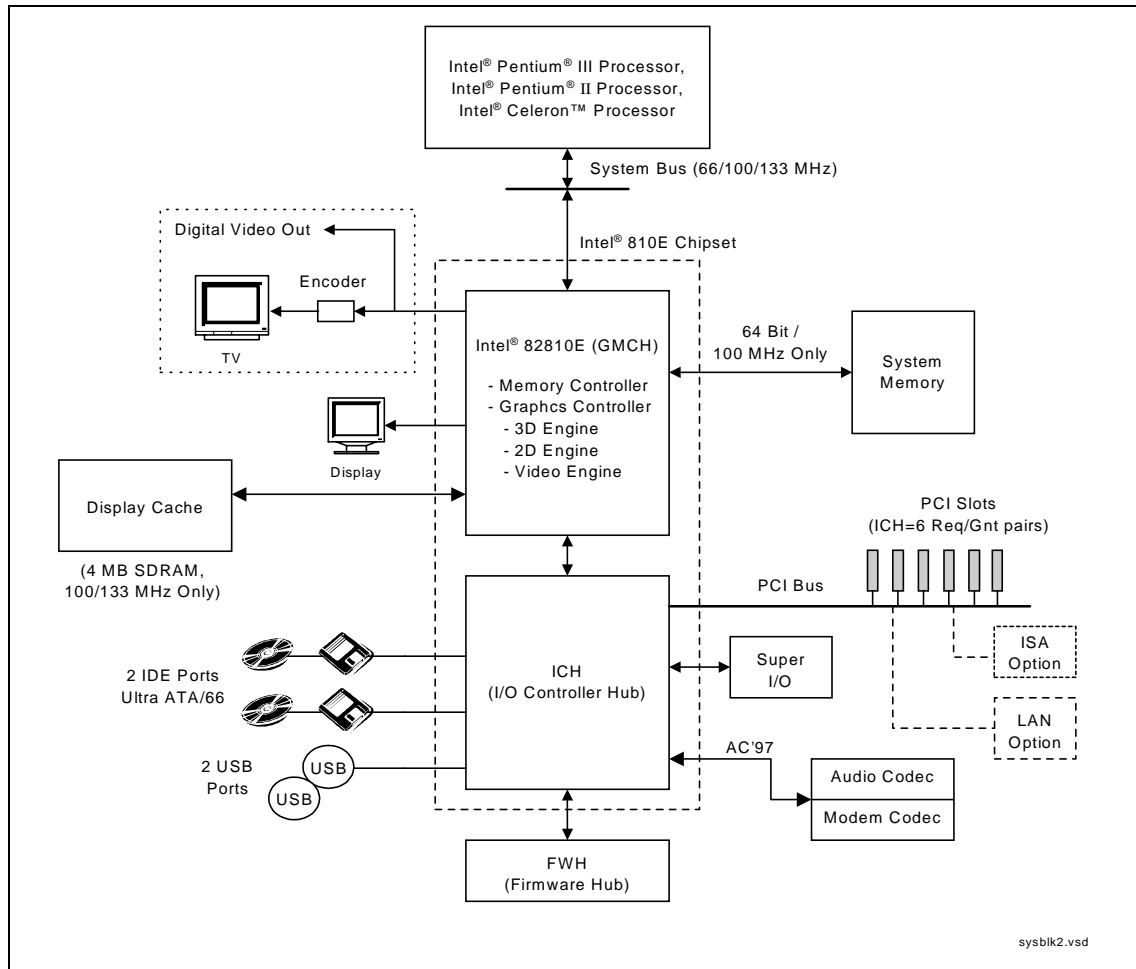 Intel® Pentium® III Processor,
Intel® Pentium® II Processor,
Intel® Celeron™ Processor
System Bus (66/100/133 MHz)
Digital Video Out
Intel® 810E Chipset
Encoder
TV
Intel® 82810E (GMCH)
- Memory Controller
- Graphcs Controller
- 3D Engine
- 2D Engine
- Video Engine
64 Bit /
100 MHz Only
System
Memory
Display
Display Cache
(4 MB SDRAM,
100/133 MHz Only)
PCI Slots
(ICH=6 Req/Gnt pairs)
PCI Bus
ISA
Option
LAN
Option
2 IDE Ports
Ultra ATA/66
ICH
(I/O Controller Hub)
Super
I/O
AC'97
Audio Codec
Modem Codec
2 USB
Ports
USB
USB
FWH
(Firmware Hub)
sysblk2.vsd